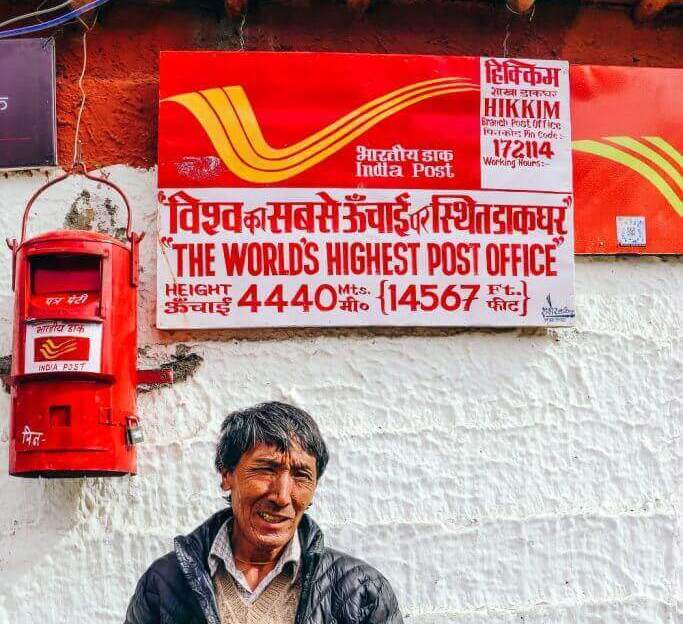 हिक्किम
शाखा डाकघर
HIKKIM
Branch Post Office
पिन कोड Pin Code:-
172114
Working Hours:-
भारतीय डाक
India Post
"विश्व का सबसे ऊँचाई पर स्थित डाकघर"
"THE WORLD'S HIGHEST POST OFFICE"
HEIGHT 4440 Mts. {14567 Ft.}
ऊँचाई मी० फीट
पत्र पेटी
भारतीय डाक
INDIA POST
पिन-